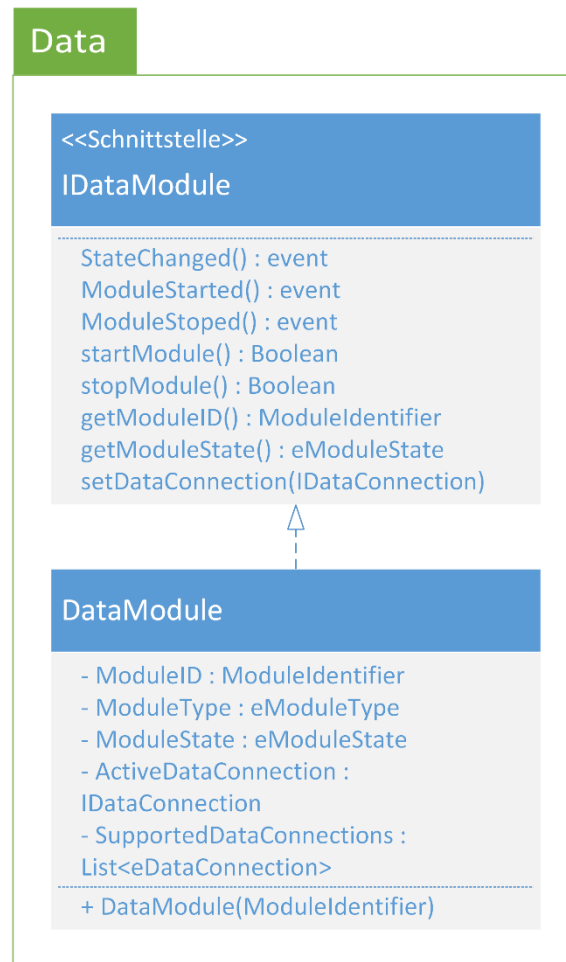 Data
<<Schnittstelle>>
IDataModule
StateChanged() : event
ModuleStarted() : event
ModuleStoped() : event
startModule() : Boolean
stopModule() : Boolean
getModuleID() : ModuleIdentifier
getModuleState() : eModuleState
setDataConnection(IDataConnection)
DataModule
- ModuleID : ModuleIdentifier
- ModuleType : eModuleType
- ModuleState : eModuleState
- ActiveDataConnection :
IDataConnection
- SupportedDataConnections :
List<eDataConnection>
+ DataModule(ModuleIdentifier)